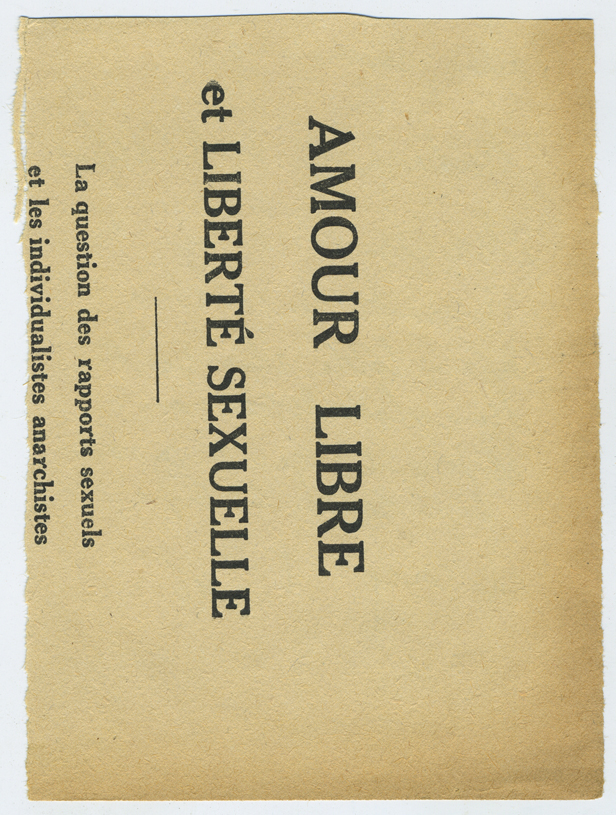 AMOUR LIBRE
et LIBERTÉ SEXUELLE
La question des rapports sexuels
et les individualistes anarchistes